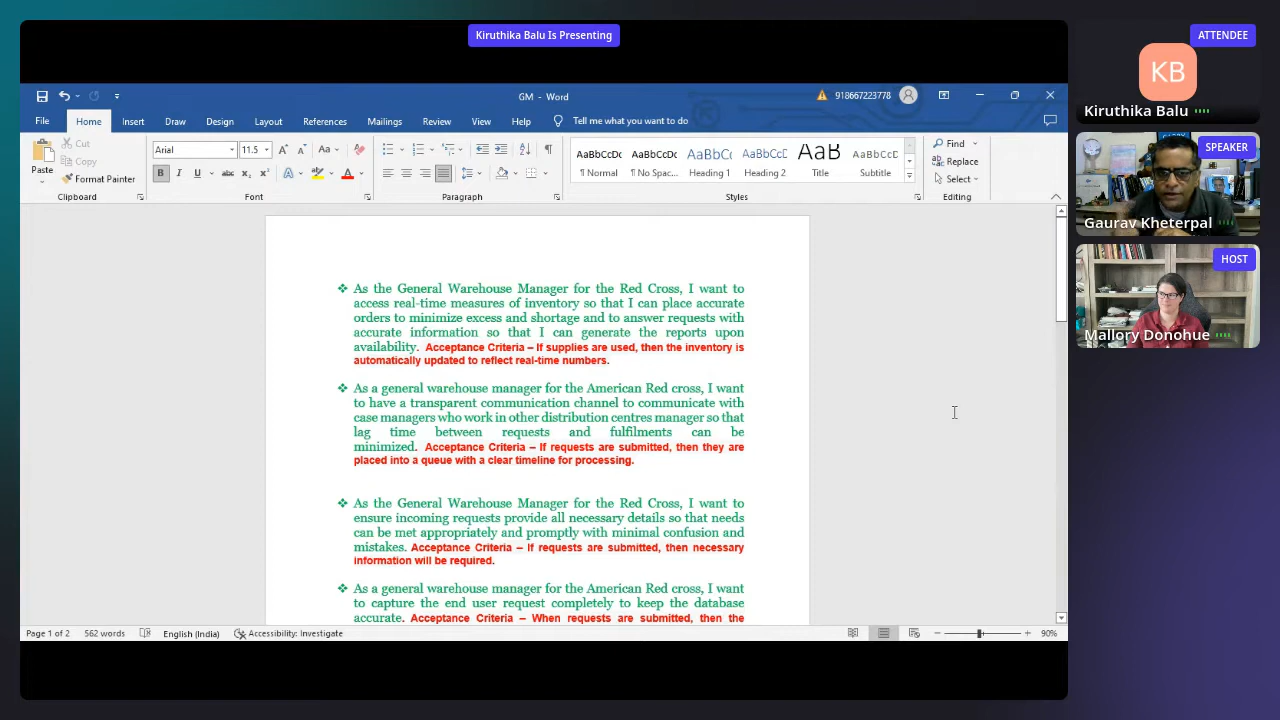 Kiruthika Balu Is Presenting
ATTENDEE
KB
Kiruthika Balu
SPEAKER
Gaurav Kheterpal
HOST
Mallory Donohue
GM - Word
918667223778
File Home Insert Draw Design Layout References Mailings Review View Help Tell me what you want to do
Paste
Cut
Copy
Format Painter
Clipboard
Arial 11.5
Font
Paragraph
AaBbCcDc AaBbCcDc AaBbCc AaBbCcC AaB AaBbCcC
¶ Normal ¶ No Spac... Heading 1 Heading 2 Title Subtitle
Styles
Find
Replace
Select
Editing
As the General Warehouse Manager for the Red Cross, I want to
access real-time measures of inventory so that I can place accurate
orders to minimize excess and shortage and to answer requests with
accurate information so that I can generate the reports upon
availability. Acceptance Criteria – If supplies are used, then the inventory is
automatically updated to reflect real-time numbers.
As a general warehouse manager for the American Red cross, I want
to have a transparent communication channel to communicate with
case managers who work in other distribution centres manager so that
lag time between requests and fulfilments can be
minimized. Acceptance Criteria – If requests are submitted, then they are
placed into a queue with a clear timeline for processing.
As the General Warehouse Manager for the Red Cross, I want to
ensure incoming requests provide all necessary details so that needs
can be met appropriately and promptly with minimal confusion and
mistakes. Acceptance Criteria – If requests are submitted, then necessary
information will be required.
As a general warehouse manager for the American Red cross, I want
to capture the end user request completely to keep the database
accurate. Acceptance Criteria – When requests are submitted, then the
Page 1 of 2 562 words English (India) Accessibility: Investigate 90%